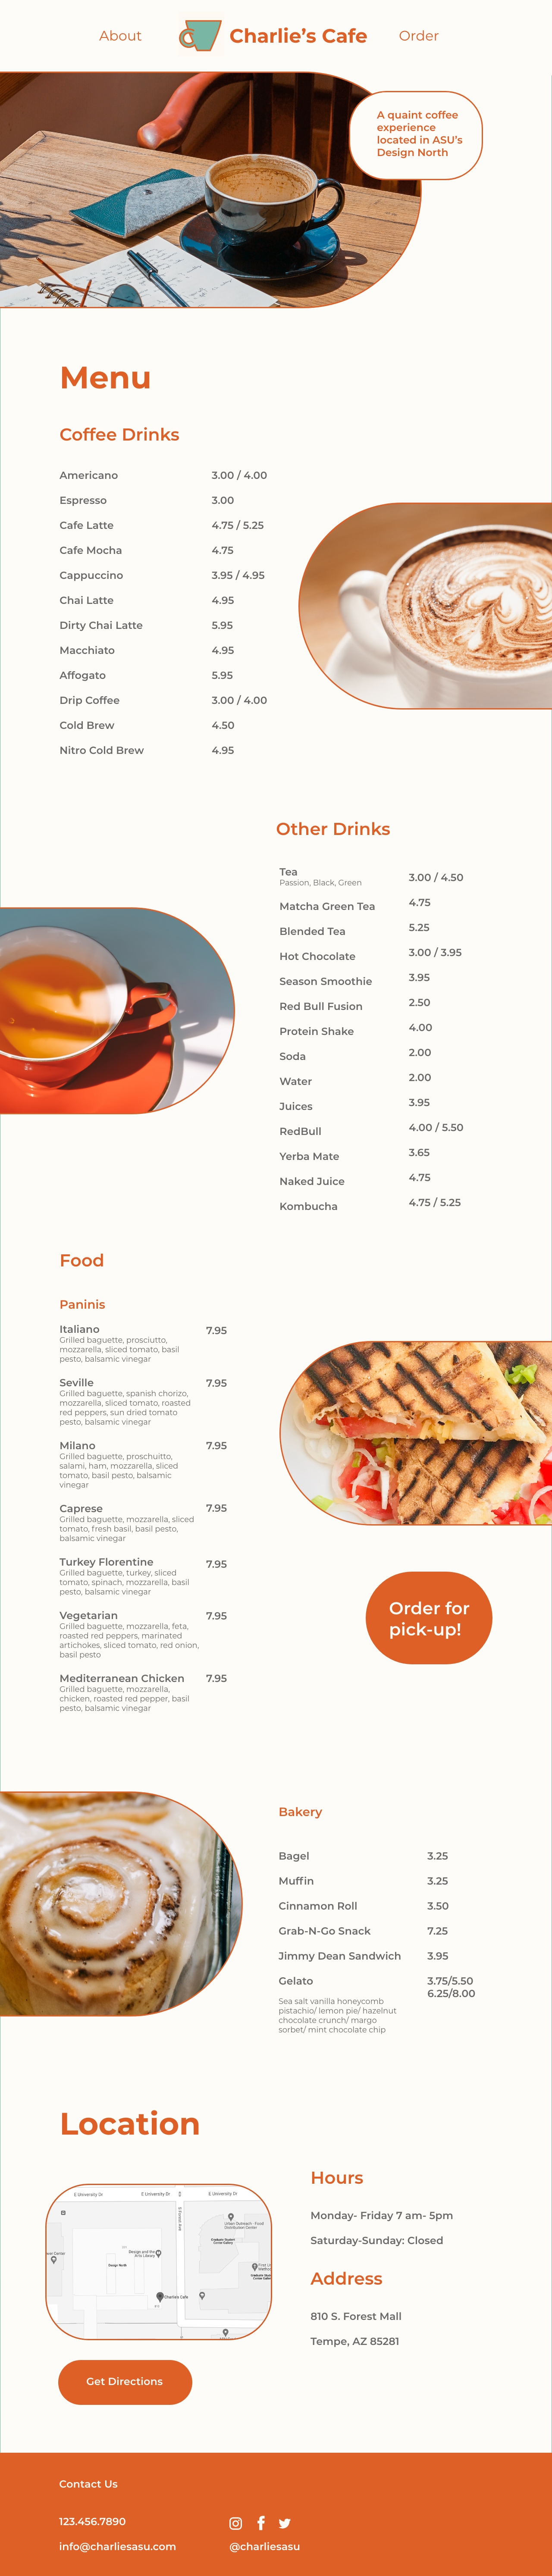 About
Charlie's Cafe
Order
A quaint coffee
experience
located in ASU's
Design North
Menu
Coffee Drinks
Americano 3.00 / 4.00
Espresso 3.00
Cafe Latte 4.75 / 5.25
Cafe Mocha 4.75
Cappuccino 3.95 / 4.95
Chai Latte 4.95
Dirty Chai Latte 5.95
Macchiato 4.95
Affogato 5.95
Drip Coffee 3.00 / 4.00
Cold Brew 4.50
Nitro Cold Brew 4.95
Other Drinks
Tea 3.00 / 4.50
Passion, Black, Green
Matcha Green Tea 4.75
Blended Tea 5.25
Hot Chocolate 3.00 / 3.95
Season Smoothie 3.95
Red Bull Fusion 2.50
Protein Shake 4.00
Soda 2.00
Water 2.00
Juices 3.95
RedBull 4.00 / 5.50
Yerba Mate 3.65
Naked Juice 4.75
Kombucha 4.75 / 5.25
Food
Paninis
Italiano 7.95
Grilled baguette, prosciutto,
mozzarella, sliced tomato, basil
pesto, balsamic vinegar
Seville 7.95
Grilled baguette, spanish chorizo,
mozzarella, sliced tomato, roasted
red peppers, sun dried tomato
pesto, balsamic vinegar
Milano 7.95
Grilled baguette, proschuitto,
salami, ham, mozzarella, sliced
tomato, basil pesto, balsamic
vinegar
Caprese 7.95
Grilled baguette, mozzarella, sliced
tomato, fresh basil, basil pesto,
balsamic vinegar
Turkey Florentine 7.95
Grilled baguette, turkey, sliced
tomato, spinach, mozzarella, basil
pesto, balsamic vinegar
Vegetarian 7.95
Grilled baguette, mozzarella, feta,
roasted red peppers, marinated
artichokes, sliced tomato, red onion,
basil pesto
Mediterranean Chicken 7.95
Grilled baguette, mozzarella,
chicken, roasted red pepper, basil
pesto, balsamic vinegar
Order for
pick-up!
Bakery
Bagel 3.25
Muffin 3.25
Cinnamon Roll 3.50
Grab-N-Go Snack 7.25
Jimmy Dean Sandwich 3.95
Gelato 3.75/5.50
6.25/8.00
Sea salt vanilla honeycomb
pistachio/ lemon pie/ hazelnut
chocolate crunch/ margo
sorbet/ mint chocolate chip
Location
E University Dr E University Dr E University Dr
S Forest Ave
Urban Outreach - Food
Distribution Center
Design and the
Arts Library
Design North
Charlie's Cafe
Hours
Monday- Friday 7 am- 5pm
Saturday-Sunday: Closed
Address
810 S. Forest Mall
Tempe, AZ 85281
Get Directions
Contact Us
123.456.7890
info@charliesasu.com
@charliesasu